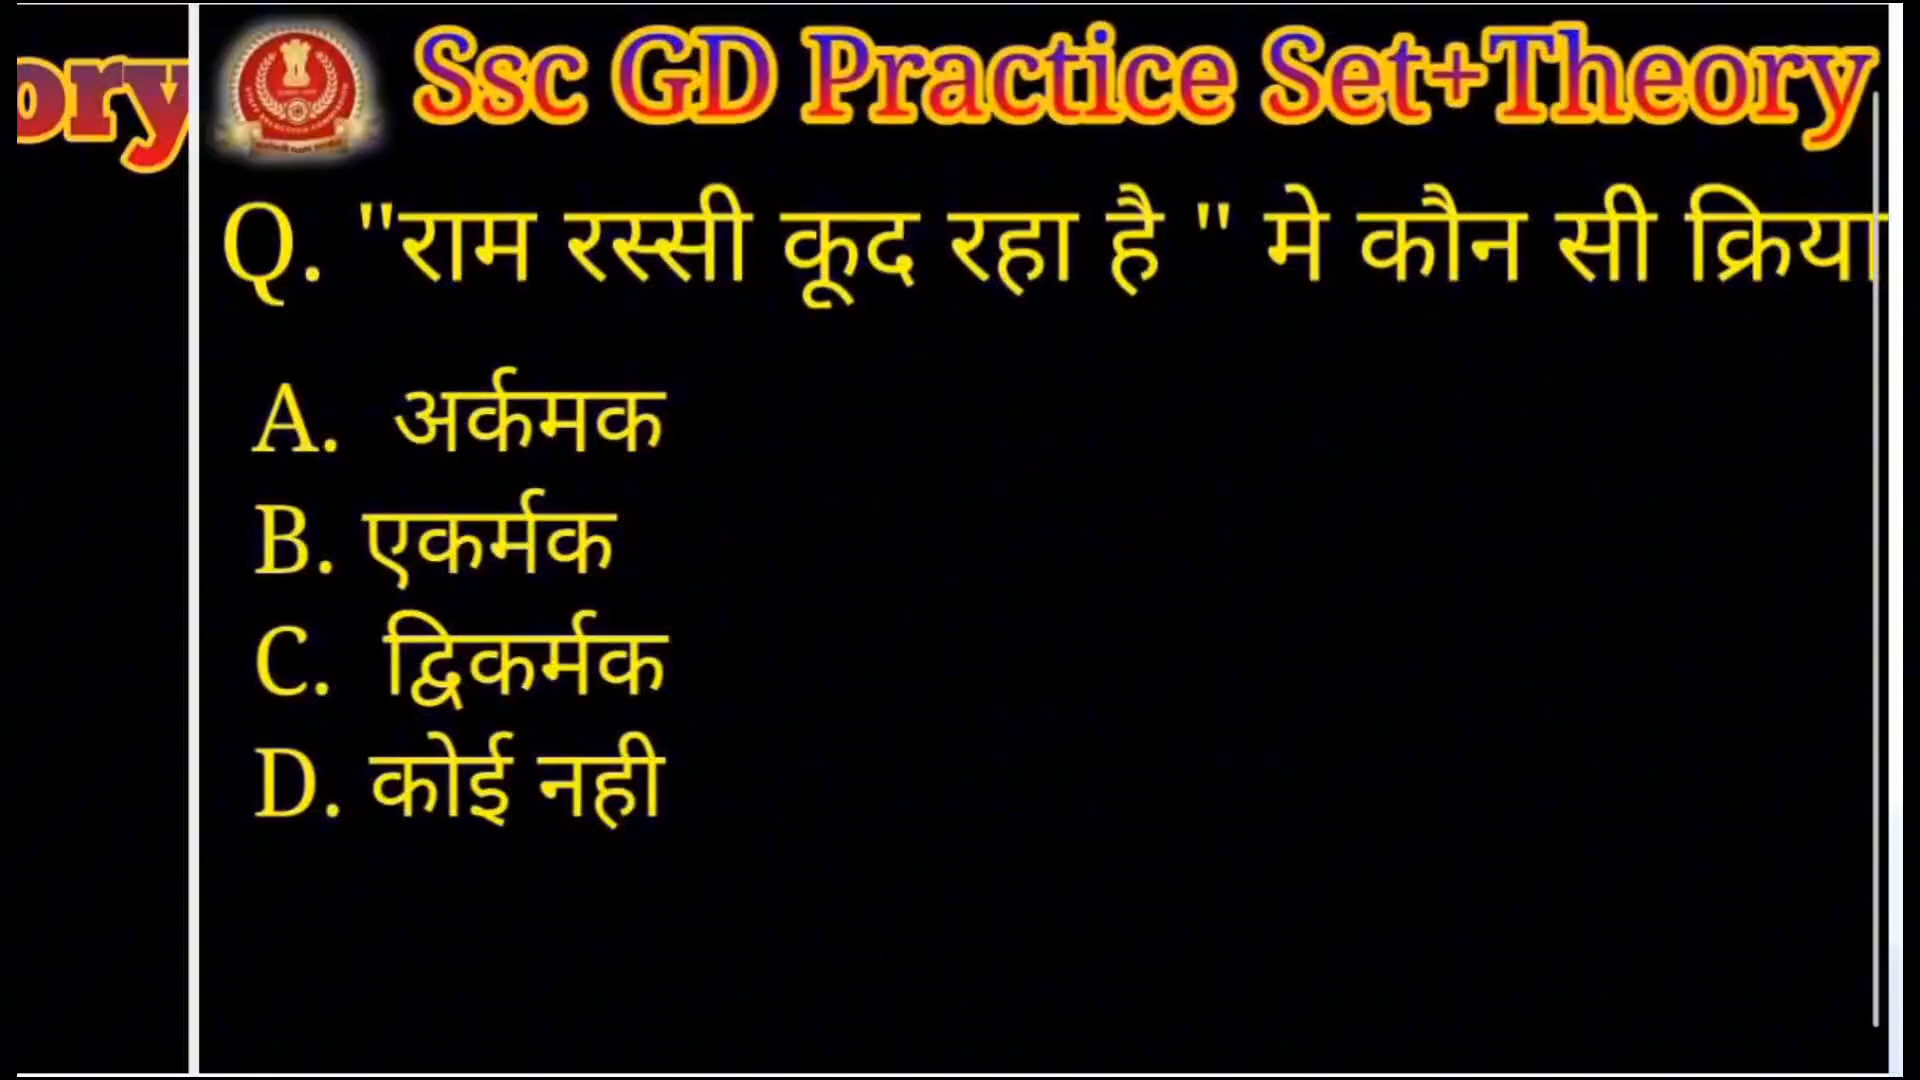 ory
Ssc GD Practice Set+Theory
Q. "राम रस्सी कूद रहा है " मे कौन सी क्रिया
A. अर्कमक
B. एकर्मक
C. द्विकर्मक
D. कोई नही